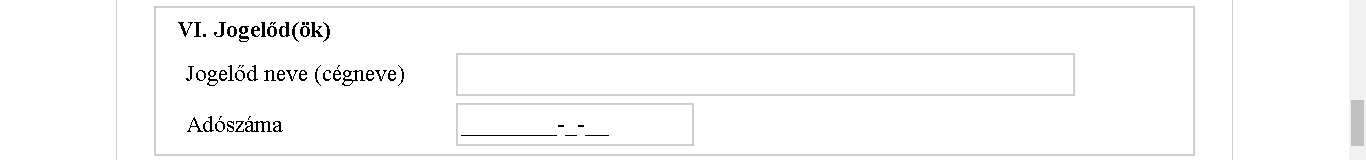 VI. Jogelőd(ök)
Jogelőd neve (cégneve)
Adószáma
________-_-__